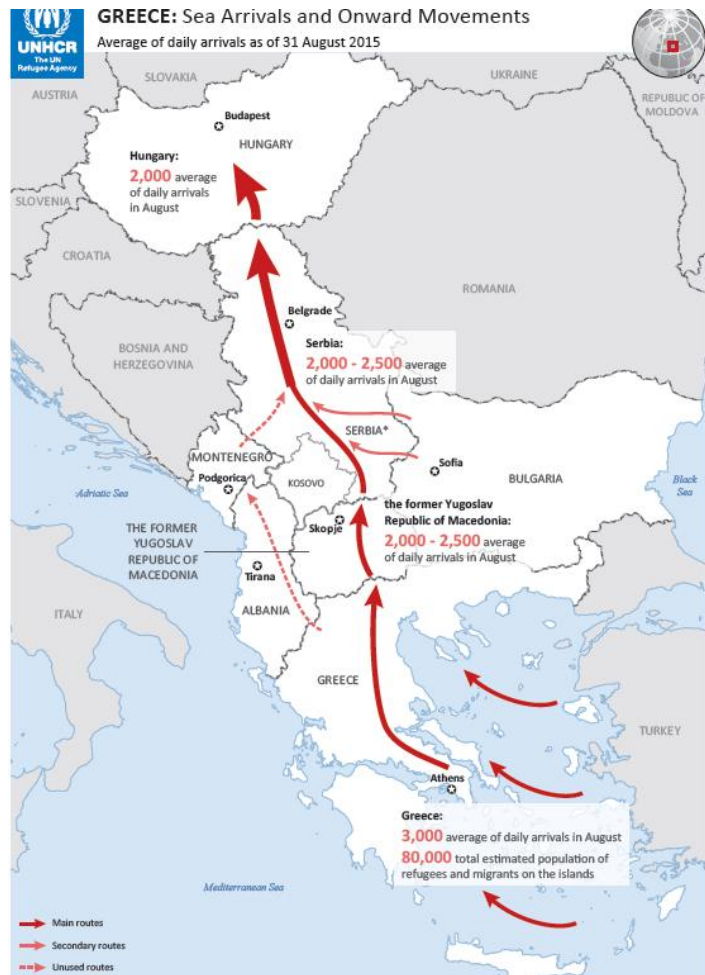 UNHCR
The UN
Refugee Agency
GREECE: Sea Arrivals and Onward Movements
Average of daily arrivals as of 31 August 2015
SLOVAKIA
UKRAINE
AUSTRIA
REPUBLIC OF
MOLDOVA
Budapest
HUNGARY
Hungary:
2,000 average
of daily arrivals
in August
SLOVENIA
CROATIA
ROMANIA
Belgrade
BOSNIA AND
HERZEGOVINA
Serbia:
2,000 - 2,500 average
of daily arrivals in August
SERBIA*
MONTENEGRO
Sofia
Podgorica
KOSOVO
BULGARIA
Adriatic Sea
Black
Sea
the former Yugoslav
Republic of Macedonia:
2,000 - 2,500 average
of daily arrivals in August
Skopje
THE FORMER
YUGOSLAV
REPUBLIC OF
MACEDONIA
Tirana
ALBANIA
ITALY
GREECE
TURKEY
Athens
Greece:
3,000 average of daily arrivals in August
80,000 total estimated population of
refugees and migrants on the islands
Mediterranean Sea
Main routes
Secondary routes
Unused routes